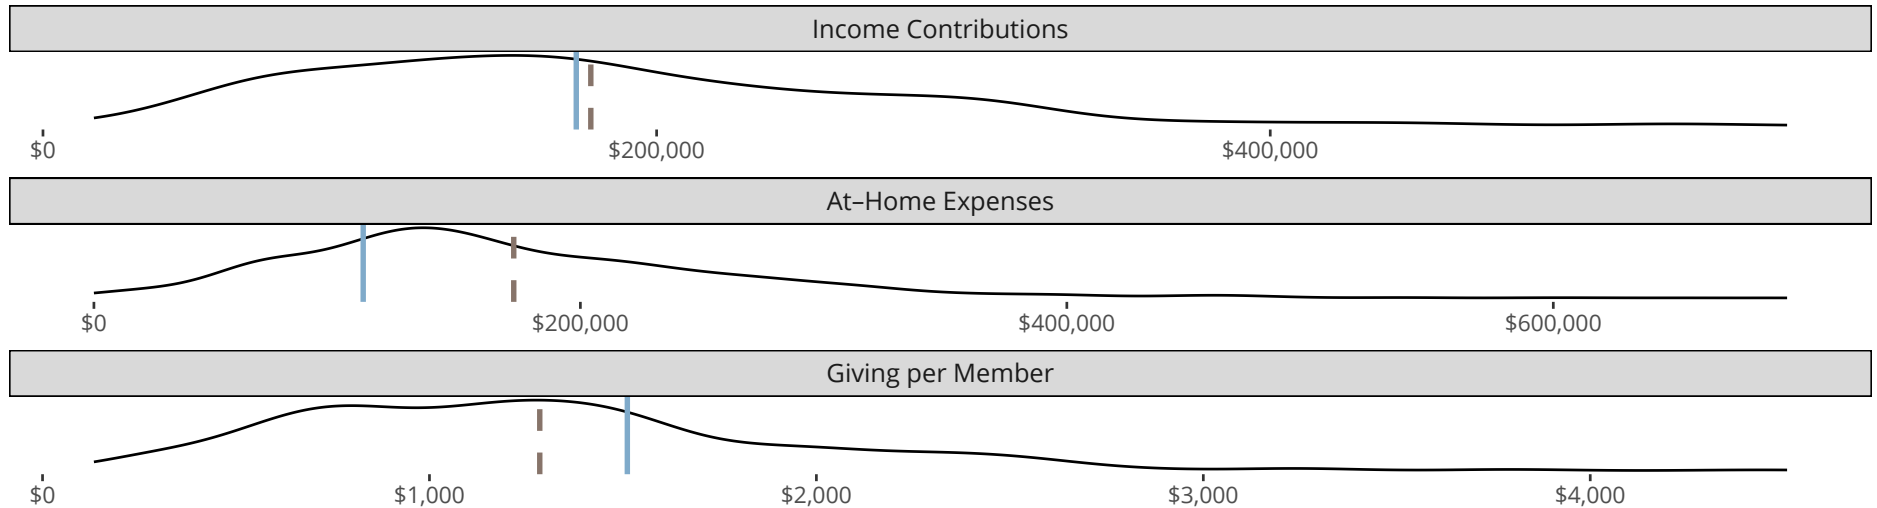 Income Contributions
$0 $200,000 $400,000
At–Home Expenses
$0 $200,000 $400,000 $600,000
Giving per Member
$0 $1,000 $2,000 $3,000 $4,000